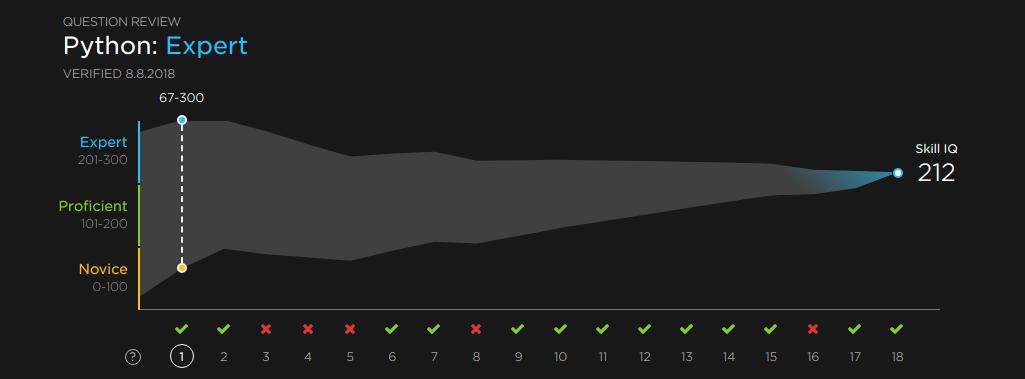 QUESTION REVIEW
Python: Expert
VERIFIED 8.8.2018
67-300
Expert
201-300
Skill IQ
212
Proficient
101-200
Novice
0-100
? 1 2 3 4 5 6 7 8 9 10 11 12 13 14 15 16 17 18